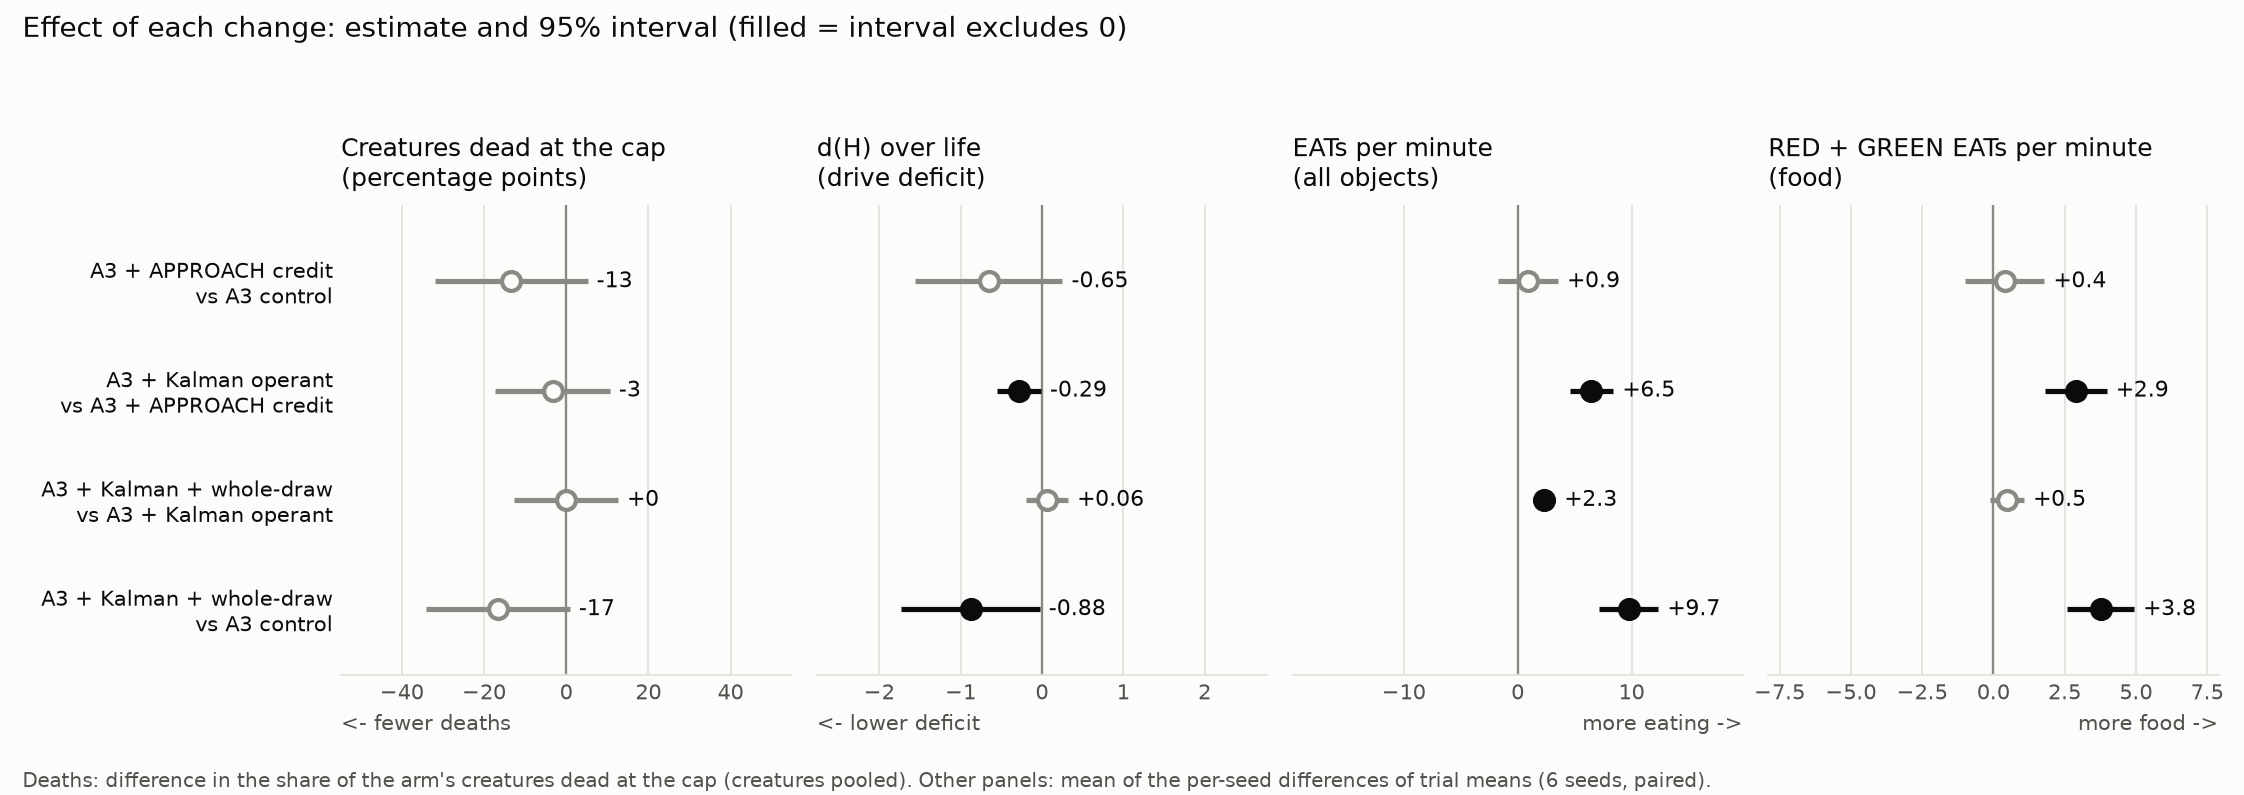 Effect of each change: estimate and 95% interval (filled = interval excludes 0)
Creatures dead at the cap
(percentage points)
d(H) over life
(drive deficit)
EATs per minute
(all objects)
RED + GREEN EATs per minute
(food)
A3 + APPROACH credit
vs A3 control
-13
-0.65
+0.9
+0.4
A3 + Kalman operant
vs A3 + APPROACH credit
-3
-0.29
+6.5
+2.9
A3 + Kalman + whole-draw
vs A3 + Kalman operant
+0
+0.06
+2.3
+0.5
A3 + Kalman + whole-draw
vs A3 control
-17
-0.88
+9.7
+3.8
−40 −20 0 20 40
−2 −1 0 1 2
−10 0 10
−7.5 −5.0 −2.5 0.0 2.5 5.0 7.5
<- fewer deaths
<- lower deficit
more eating ->
more food ->
Deaths: difference in the share of the arm's creatures dead at the cap (creatures pooled). Other panels: mean of the per-seed differences of trial means (6 seeds, paired).